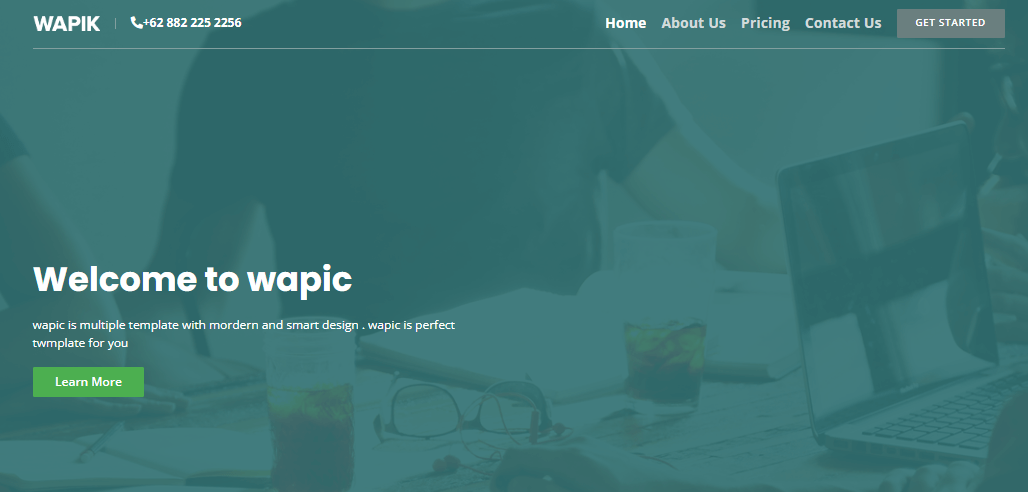 WAPIK
+62 882 225 2256
Home About Us Pricing Contact Us GET STARTED
Welcome to wapic
wapic is multiple template with mordern and smart design . wapic is perfect
twmplate for you
Learn More